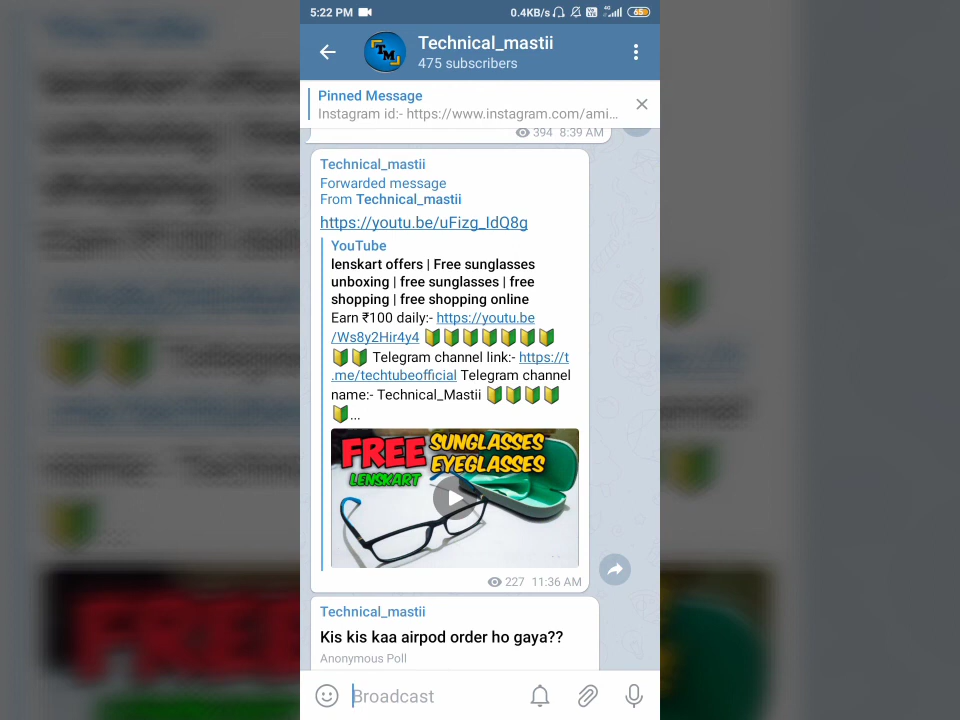 5:22 PM 0.4KB/s 4G 65
Technical_mastii
475 subscribers
TM
Pinned Message
Instagram id:- https://www.instagram.com/ami...
394 8:39 AM
Technical_mastii
Forwarded message
From Technical_mastii
https://youtu.be/uFizg_IdQ8g
YouTube
lenskart offers | Free sunglasses
unboxing | free sunglasses | free
shopping | free shopping online
Earn ₹100 daily:- https://youtu.be
/Ws8y2Hir4y4 🔰🔰🔰🔰🔰🔰🔰
🔰🔰 Telegram channel link:- https://t
.me/techtubeofficial Telegram channel
name:- Technical_Mastii 🔰🔰🔰🔰
🔰...
FREE SUNGLASSES
EYEGLASSES
LENSKART
227 11:36 AM
Technical_mastii
Kis kis kaa airpod order ho gaya??
Anonymous Poll
Broadcast